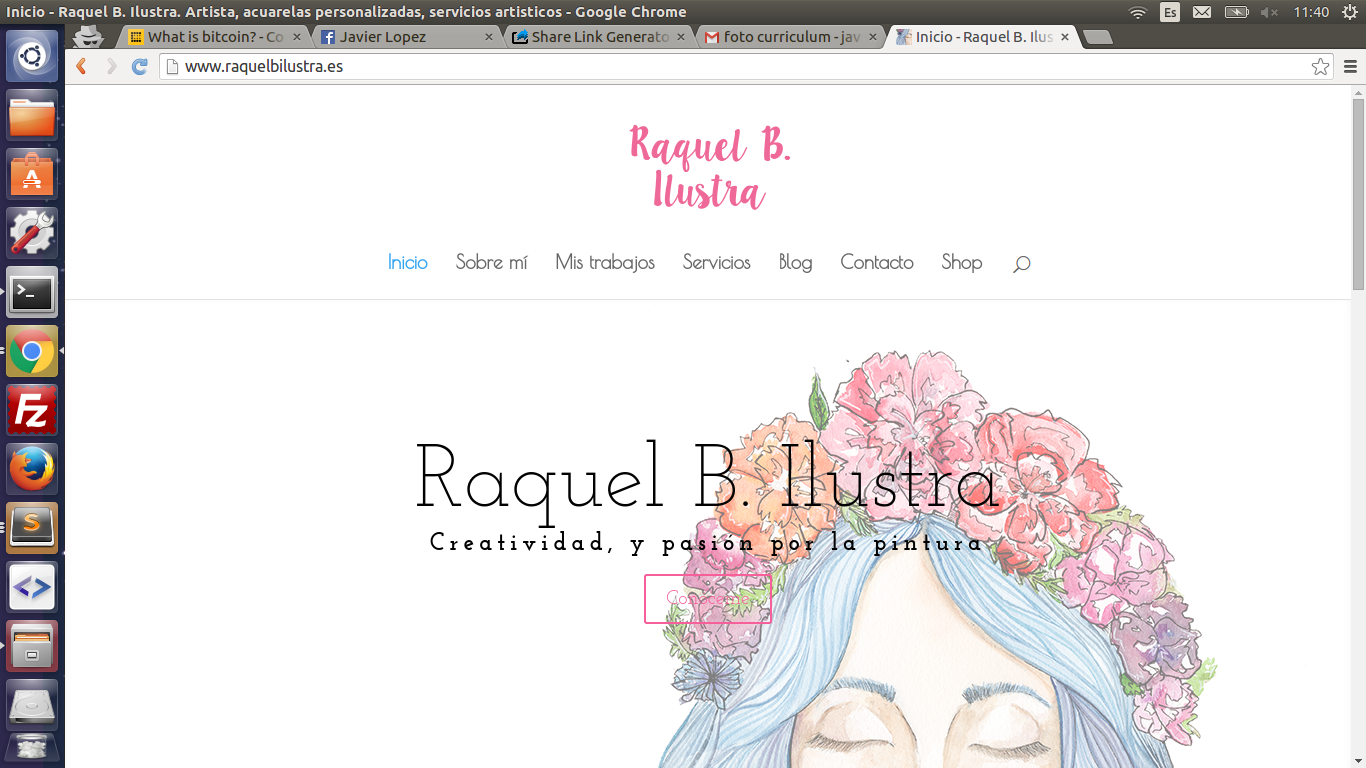 Inicio - Raquel B. Ilustra. Artista, acuarelas personalizadas, servicios artisticos - Google Chrome
Es
11:40
What is bitcoin? - Co
Javier Lopez
Share Link Generato
foto curriculum - jav
Inicio - Raquel B. Ilus
www.raquelbilustra.es
Raquel B.
Ilustra
Inicio
Sobre mí
Mis trabajos
Servicios
Blog
Contacto
Shop
Raquel B. Ilustra
Creatividad, y pasión por la pintura
Conoceme